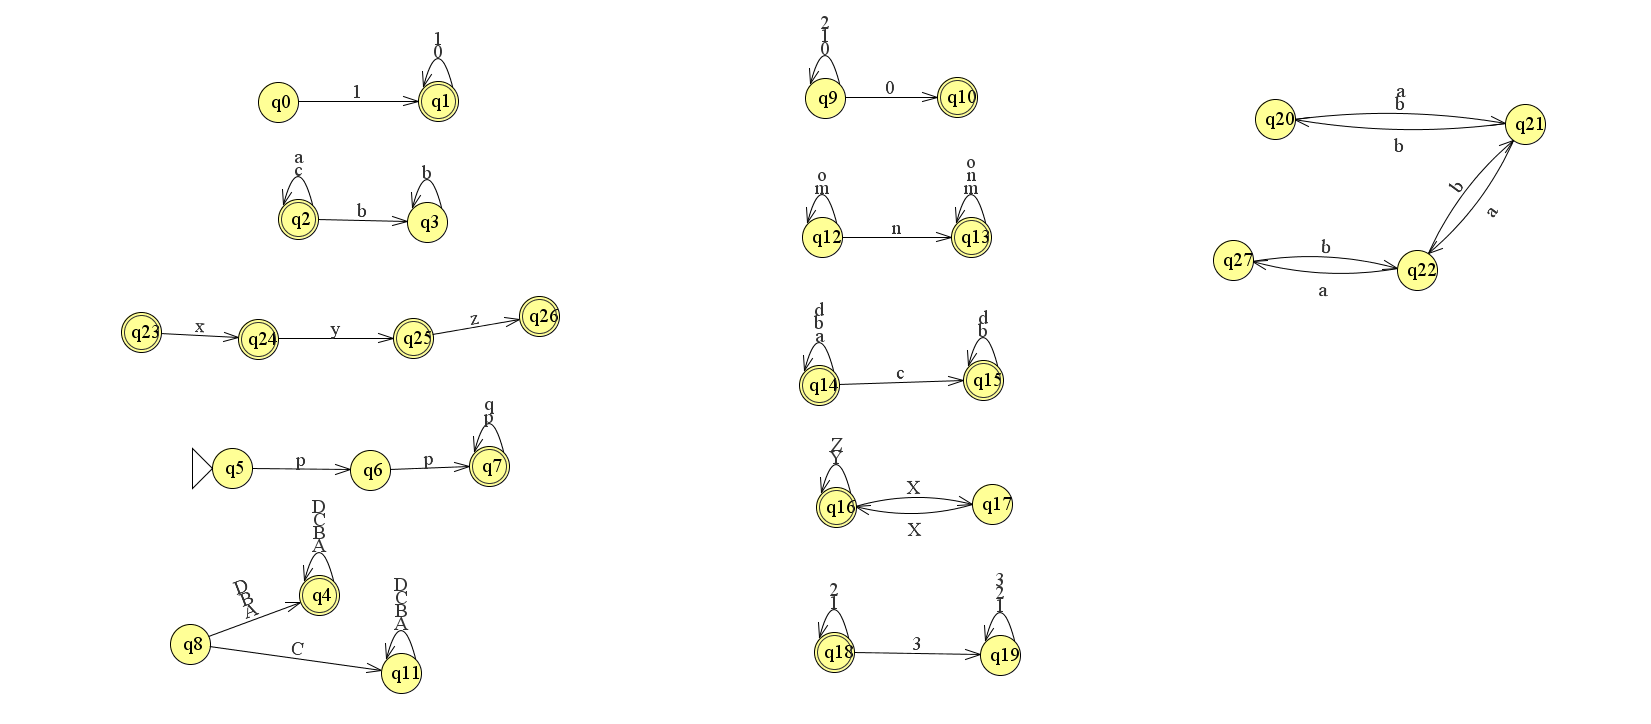 1
0
q0
1
q1
a
c
b
q2
b
q3
q23
x
q24
y
q25
z
q26
q
p
q5
p
q6
p
q7
D
C
B
A
D
B
A
q4
q8
C
D
C
B
A
q11
2
1
0
q9
0
q10
o
m
o
n
m
q12
n
q13
d
b
a
d
b
q14
c
q15
Z
Y
q16
X
X
q17
2
1
3
2
1
q18
3
q19
q20
a
b
b
q21
b
a
q27
b
a
q22